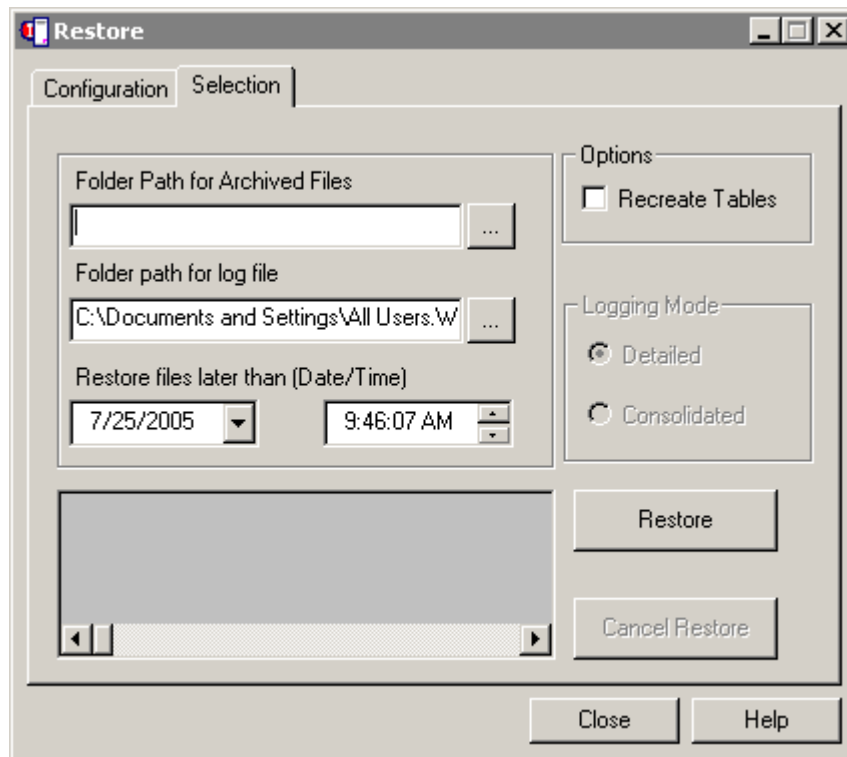 Restore
Configuration
Selection
Folder Path for Archived Files
...
Folder path for log file
C:\Documents and Settings\All Users.W
...
Restore files later than (Date/Time)
7/25/2005
9:46:07 AM
Options
Recreate Tables
Logging Mode
Detailed
Consolidated
Restore
Cancel Restore
Close
Help